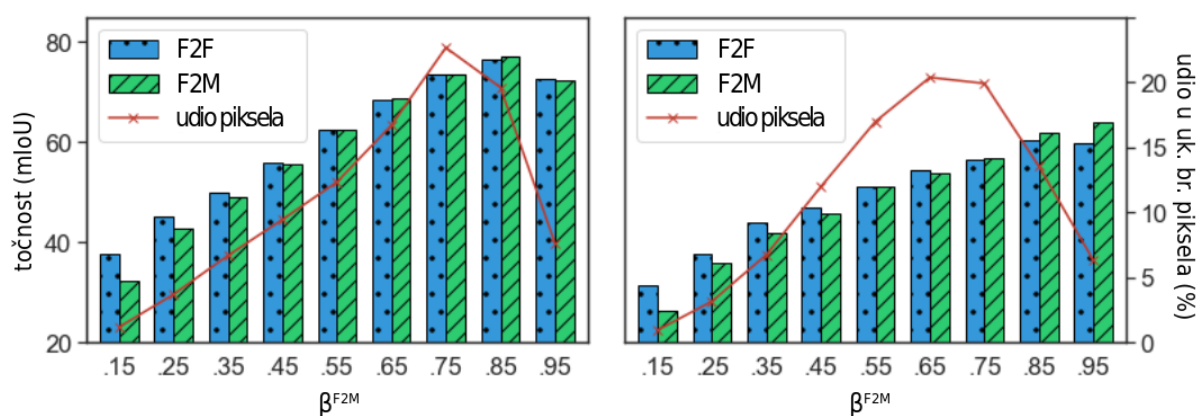 F2F
F2M
udio piksela
točnost (mIoU)
80
60
40
20
.15 .25 .35 .45 .55 .65 .75 .85 .95
β^F2M
F2F
F2M
udio piksela
udio u uk. br. piksela (%)
20
15
10
5
0
.15 .25 .35 .45 .55 .65 .75 .85 .95
β^F2M